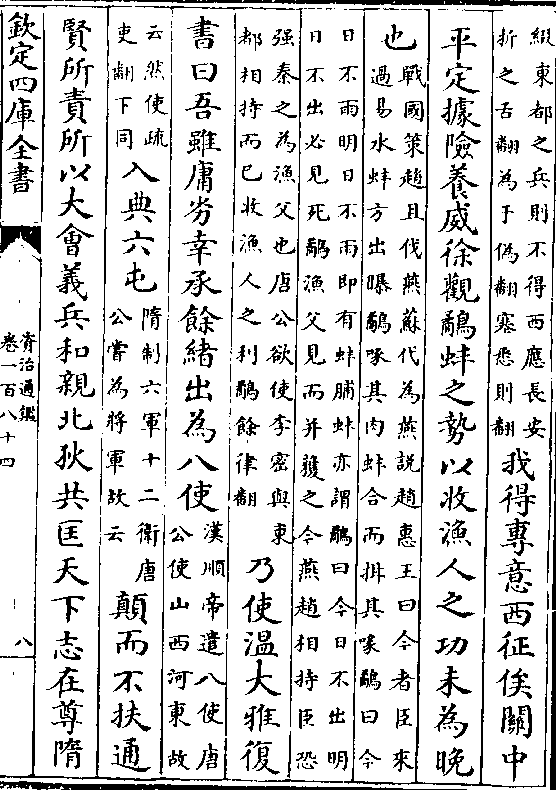 綴東都之兵則不得西應長安
折之舌翻為于偽翻塞悉則翻
我得專意西征俟關中
平定據險養威徐觀鷸蚌之勢以收漁人之功未為晚
也
戰國策趙且伐燕蘇代為燕說趙惠王曰今者臣來
過易水蚌方出曝鷸啄其肉蚌合而拑其喙鷸曰今
日不雨明日不雨即有蚌脯蚌亦謂鷸曰今日不出明
日不出必見死鷸漁父見而并獲之今燕趙相持臣恐
强秦之為漁父也唐公欲使李密與東
都相持而已收漁人之利鷸餘律翻
乃使温大雅復
書曰吾雖庸劣幸承餘緒出為八使
漢順帝遣八使唐
公使山西河東故
云然使疏
吏翻下同
入典六屯
隋制六軍十二衛唐
公嘗為將軍故云
顛而不扶通
賢所責所以大會義兵和親北狄共匡天下志在尊隋
欽定四庫全書
資治通鑑
卷一百八十四
八